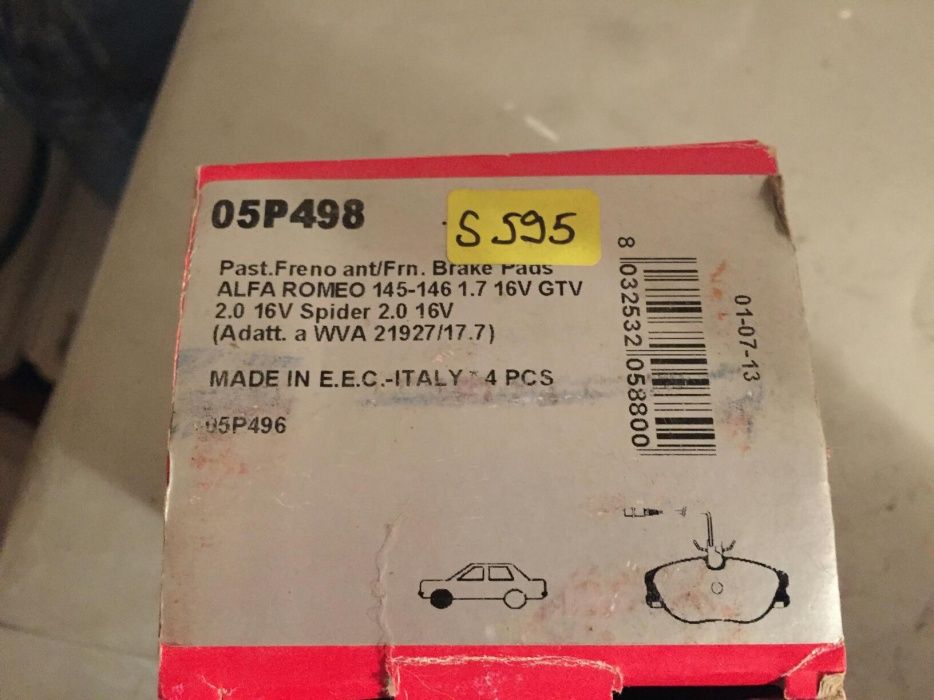 05P498
S 595
Past.Freno ant/Frn. Brake Pads
ALFA ROMEO 145-146 1.7 16V GTV
2.0 16V Spider 2.0 16V
(Adatt. a WVA 21927/17.7)
MADE IN E.E.C.-ITALY * 4 PCS
05P496
8 032532 058800
01-07-13